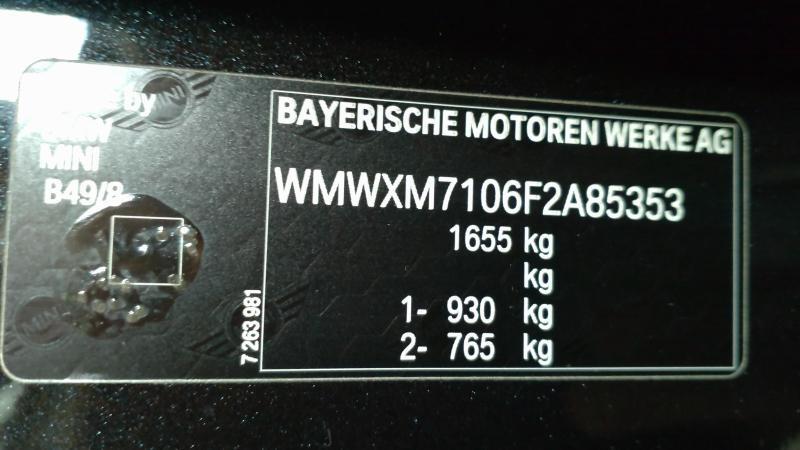 by
MINI
B49/8
7 263 981
BAYERISCHE MOTOREN WERKE AG
WMWXM7106F2A85353
1655 kg
kg
1- 930 kg
2- 765 kg